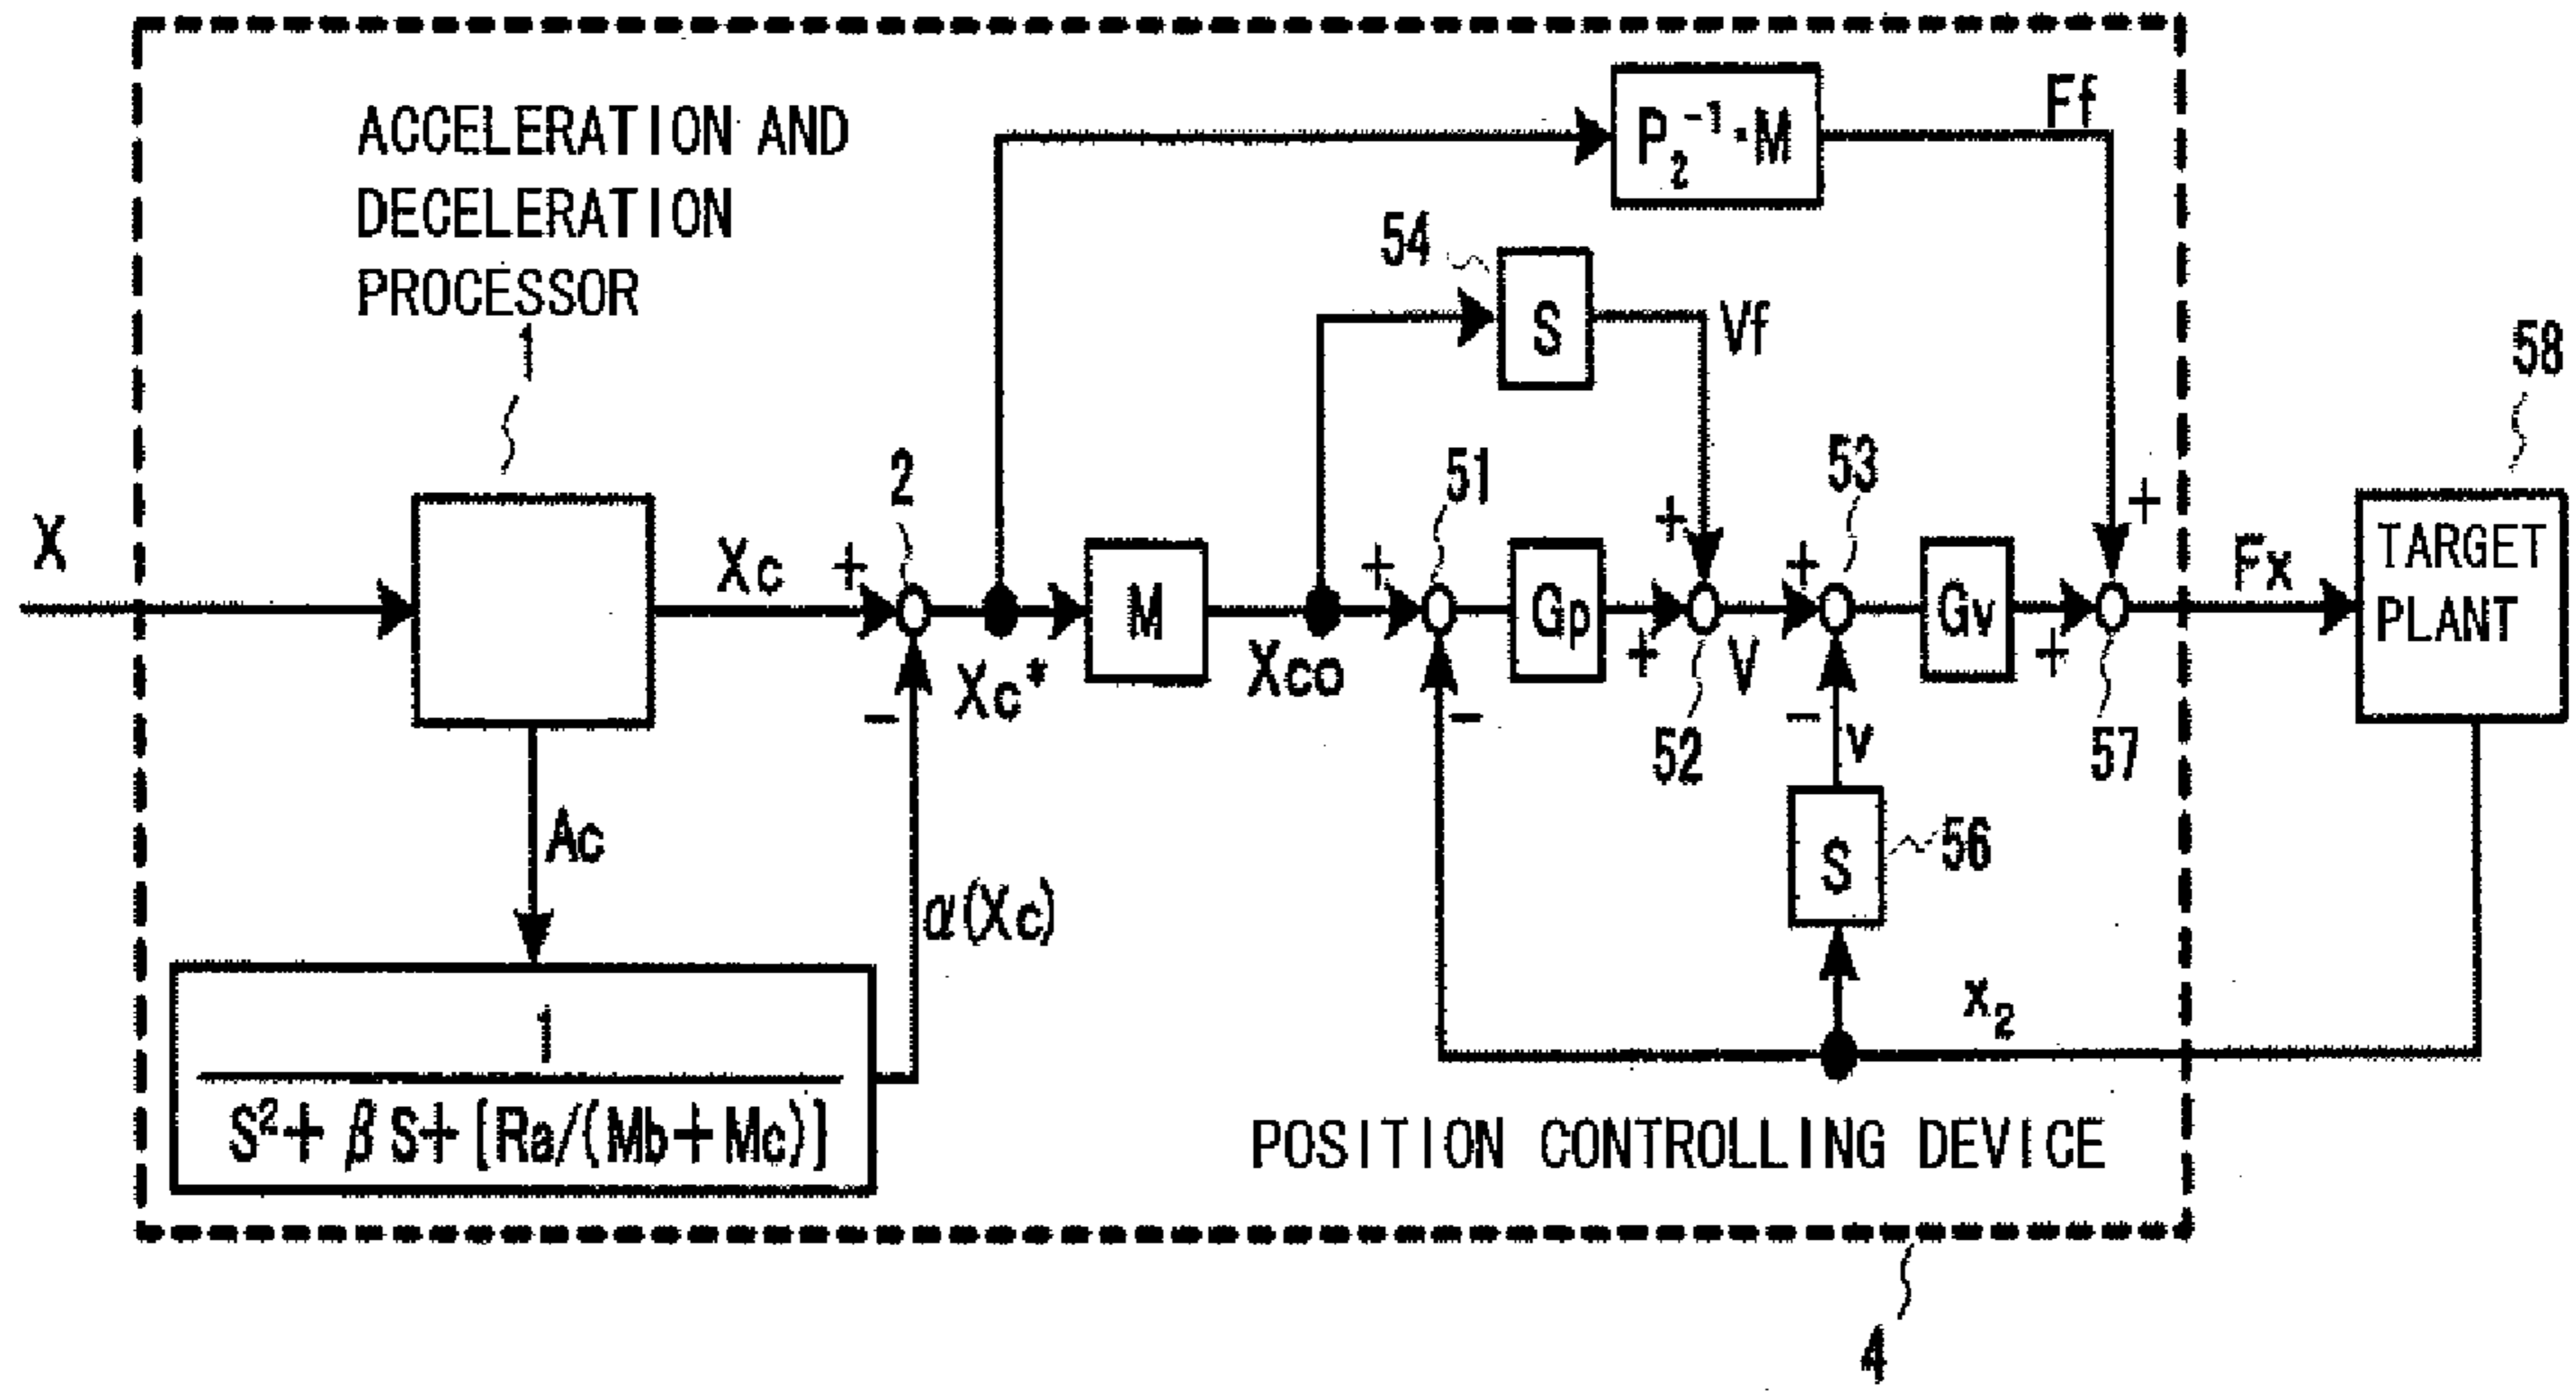 ACCELERATION AND
DECELERATION
PROCESSOR
1
P₂⁻¹·M
Ff
54
S
Vf
58
X
Xc
+
2
−
Xc*
M
Xco
+
51
−
Gp
+
+
52
V
+
53
−
v
Gv
+
+
57
Fx
TARGET
PLANT
Ac
α(Xc)
S
56
x₂
1
S²+ βS+[Ra/(Mb+Mc)]
POSITION CONTROLLING DEVICE
4